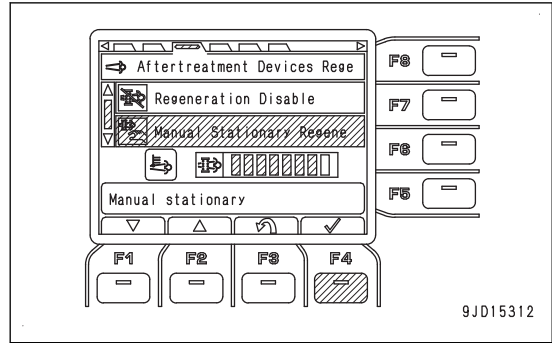 Aftertreatment Devices Rege
F8
Regeneration Disable
F7
Manual Stationary Regene
F6
F5
Manual stationary
F1 F2 F3 F4
9JD15312